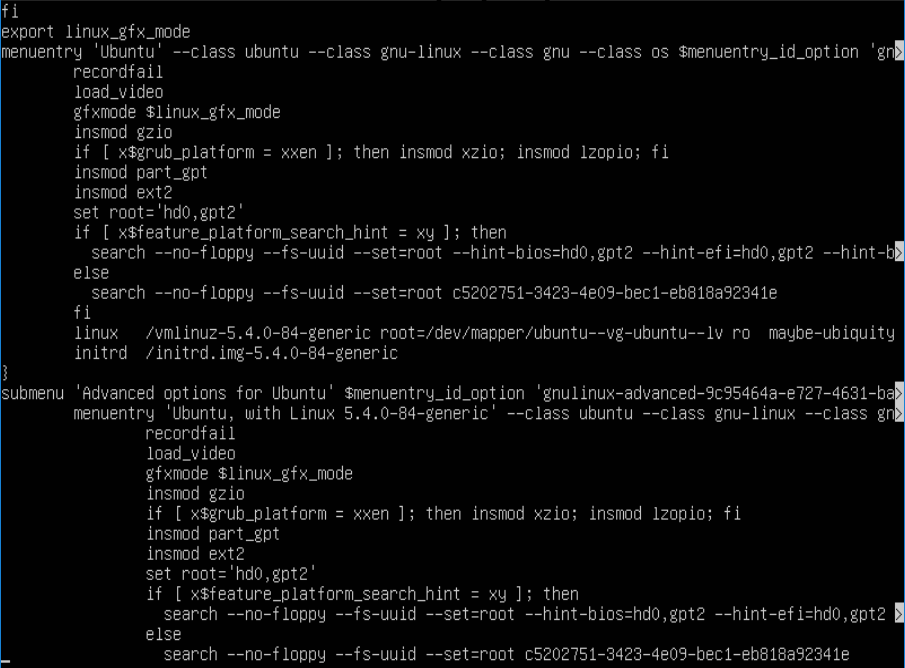 fi
export linux_gfx_mode
menuentry 'Ubuntu' --class ubuntu --class gnu-linux --class gnu --class os $menuentry_id_option 'gn>
recordfail
load_video
gfxmode $linux_gfx_mode
insmod gzio
if [ x$grub_platform = xxen ]; then insmod xzio; insmod lzopio; fi
insmod part_gpt
insmod ext2
set root='hd0,gpt2'
if [ x$feature_platform_search_hint = xy ]; then
search --no-floppy --fs-uuid --set=root --hint-bios=hd0,gpt2 --hint-efi=hd0,gpt2 --hint-b>
else
search --no-floppy --fs-uuid --set=root c5202751-3423-4e09-bec1-eb818a92341e
fi
linux /vmlinuz-5.4.0-84-generic root=/dev/mapper/ubuntu--vg-ubuntu--lv ro maybe-ubiquity
initrd /initrd.img-5.4.0-84-generic
}
submenu 'Advanced options for Ubuntu' $menuentry_id_option 'gnulinux-advanced-9c95464a-e727-4631-ba>
menuentry 'Ubuntu, with Linux 5.4.0-84-generic' --class ubuntu --class gnu-linux --class gn>
recordfail
load_video
gfxmode $linux_gfx_mode
insmod gzio
if [ x$grub_platform = xxen ]; then insmod xzio; insmod lzopio; fi
insmod part_gpt
insmod ext2
set root='hd0,gpt2'
if [ x$feature_platform_search_hint = xy ]; then
search --no-floppy --fs-uuid --set=root --hint-bios=hd0,gpt2 --hint-efi=hd0,gpt2 >
else
search --no-floppy --fs-uuid --set=root c5202751-3423-4e09-bec1-eb818a92341e